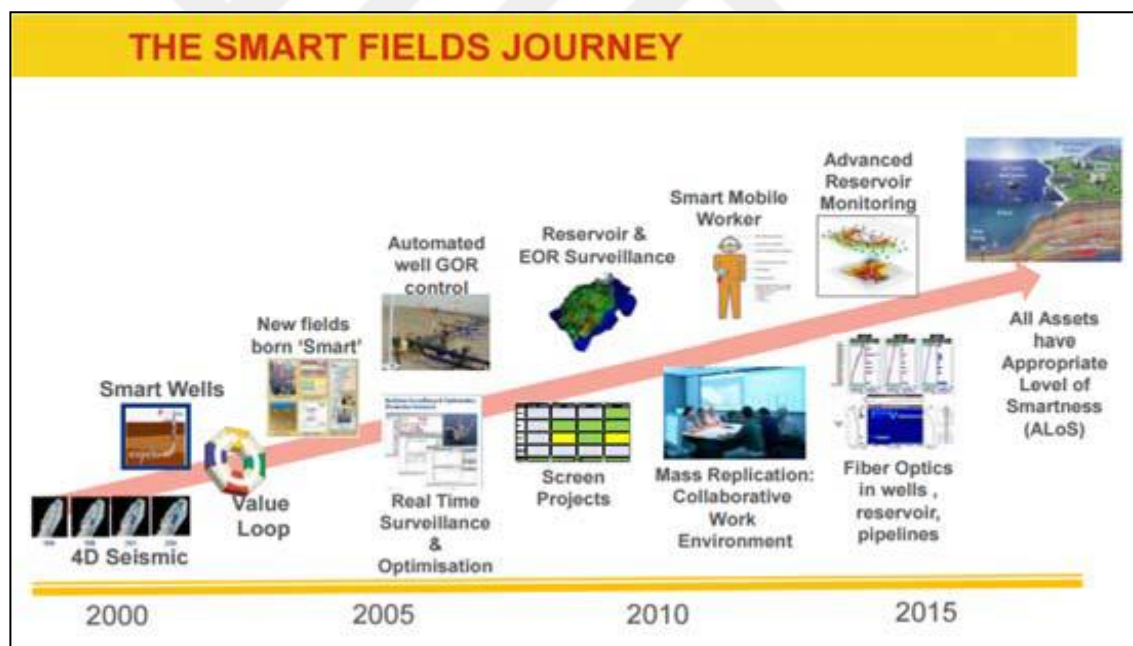 THE SMART FIELDS JOURNEY
Advanced
Reservoir
Monitoring
Smart Mobile
Worker
Reservoir &
EOR Surveillance
Automated
well GOR
control
New fields
born ‘Smart’
Smart Wells
Value
Loop
4D Seismic
Real Time
Surveillance
&
Optimisation
Screen
Projects
Mass Replication:
Collaborative
Work
Environment
Fiber Optics
in wells ,
reservoir,
pipelines
All Assets
have
Appropriate
Level of
Smartness
(ALoS)
2000
2005
2010
2015